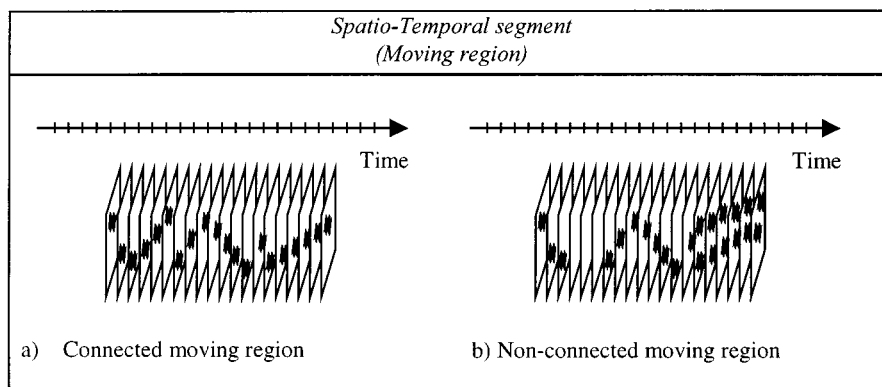 Spatio-Temporal segment
(Moving region)
Time
Time
a) Connected moving region
b) Non-connected moving region